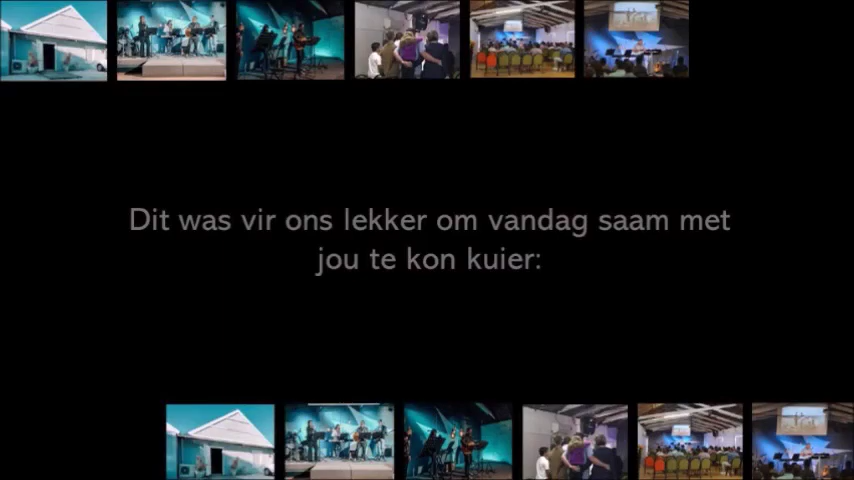 Dit was vir ons lekker om vandag saam met
jou te kon kuier: